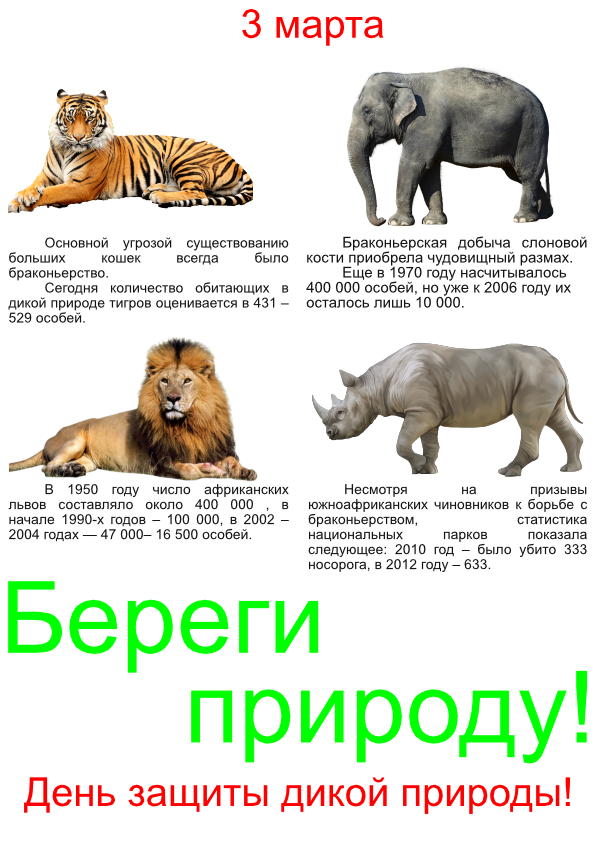 3 марта
Основной угрозой существованию
больших кошек всегда было
браконьерство.
Сегодня количество обитающих в
дикой природе тигров оценивается в 431 –
529 особей.
Браконьерская добыча слоновой
кости приобрела чудовищный размах.
Еще в 1970 году насчитывалось
400 000 особей, но уже к 2006 году их
осталось лишь 10 000.
В 1950 году число африканских
львов составляло около 400 000 , в
начале 1990-х годов – 100 000, в 2002 –
2004 годах — 47 000– 16 500 особей.
Несмотря на призывы
южноафриканских чиновников к борьбе с
браконьерством, статистика
национальных парков показала
следующее: 2010 год – было убито 333
носорога, в 2012 году – 633.
Береги
природу!
День защиты дикой природы!